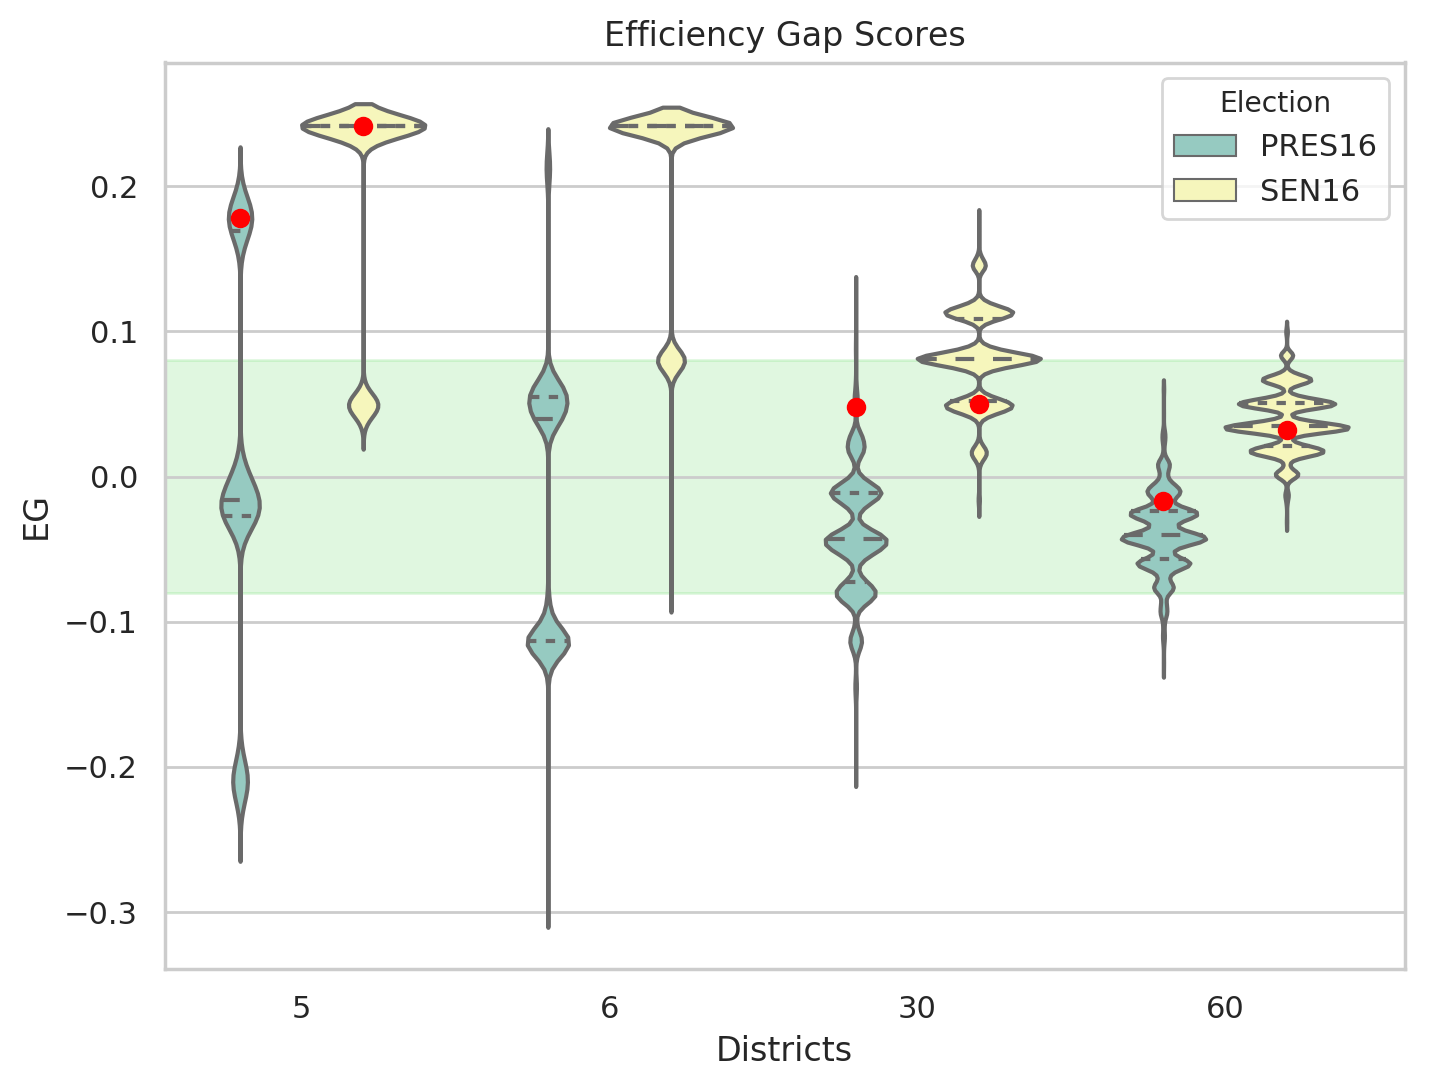 Efficiency Gap Scores
Election
PRES16
SEN16
0.2
0.1
0.0
−0.1
−0.2
−0.3
EG
5 6 30 60
Districts